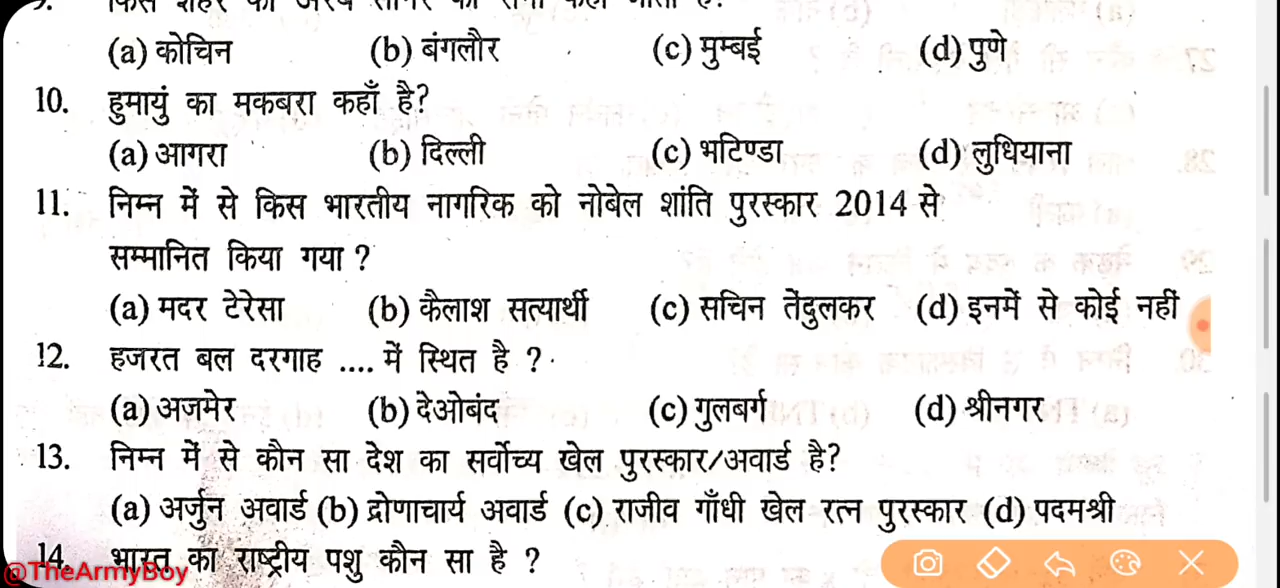 (a) कोचिन (b) बंगलौर (c) मुम्बई (d) पुणे
10. हुमायुं का मकबरा कहाँ है?
(a) आगरा (b) दिल्ली (c) भटिण्डा (d) लुधियाना
11. निम्न में से किस भारतीय नागरिक को नोबेल शांति पुरस्कार 2014 से
सम्मानित किया गया ?
(a) मदर टेरेसा (b) कैलाश सत्यार्थी (c) सचिन तेंदुलकर (d) इनमें से कोई नहीं
12. हजरत बल दरगाह .... में स्थित है ?
(a) अजमेर (b) देओबंद (c) गुलबर्ग (d) श्रीनगर
13. निम्न में से कौन सा देश का सर्वोच्य खेल पुरस्कार/अवार्ड है?
(a) अर्जुन अवार्ड (b) द्रोणाचार्य अवार्ड (c) राजीव गाँधी खेल रत्न पुरस्कार (d) पदमश्री
14. भारत का राष्ट्रीय पशु कौन सा है ?
@TheArmyBoy